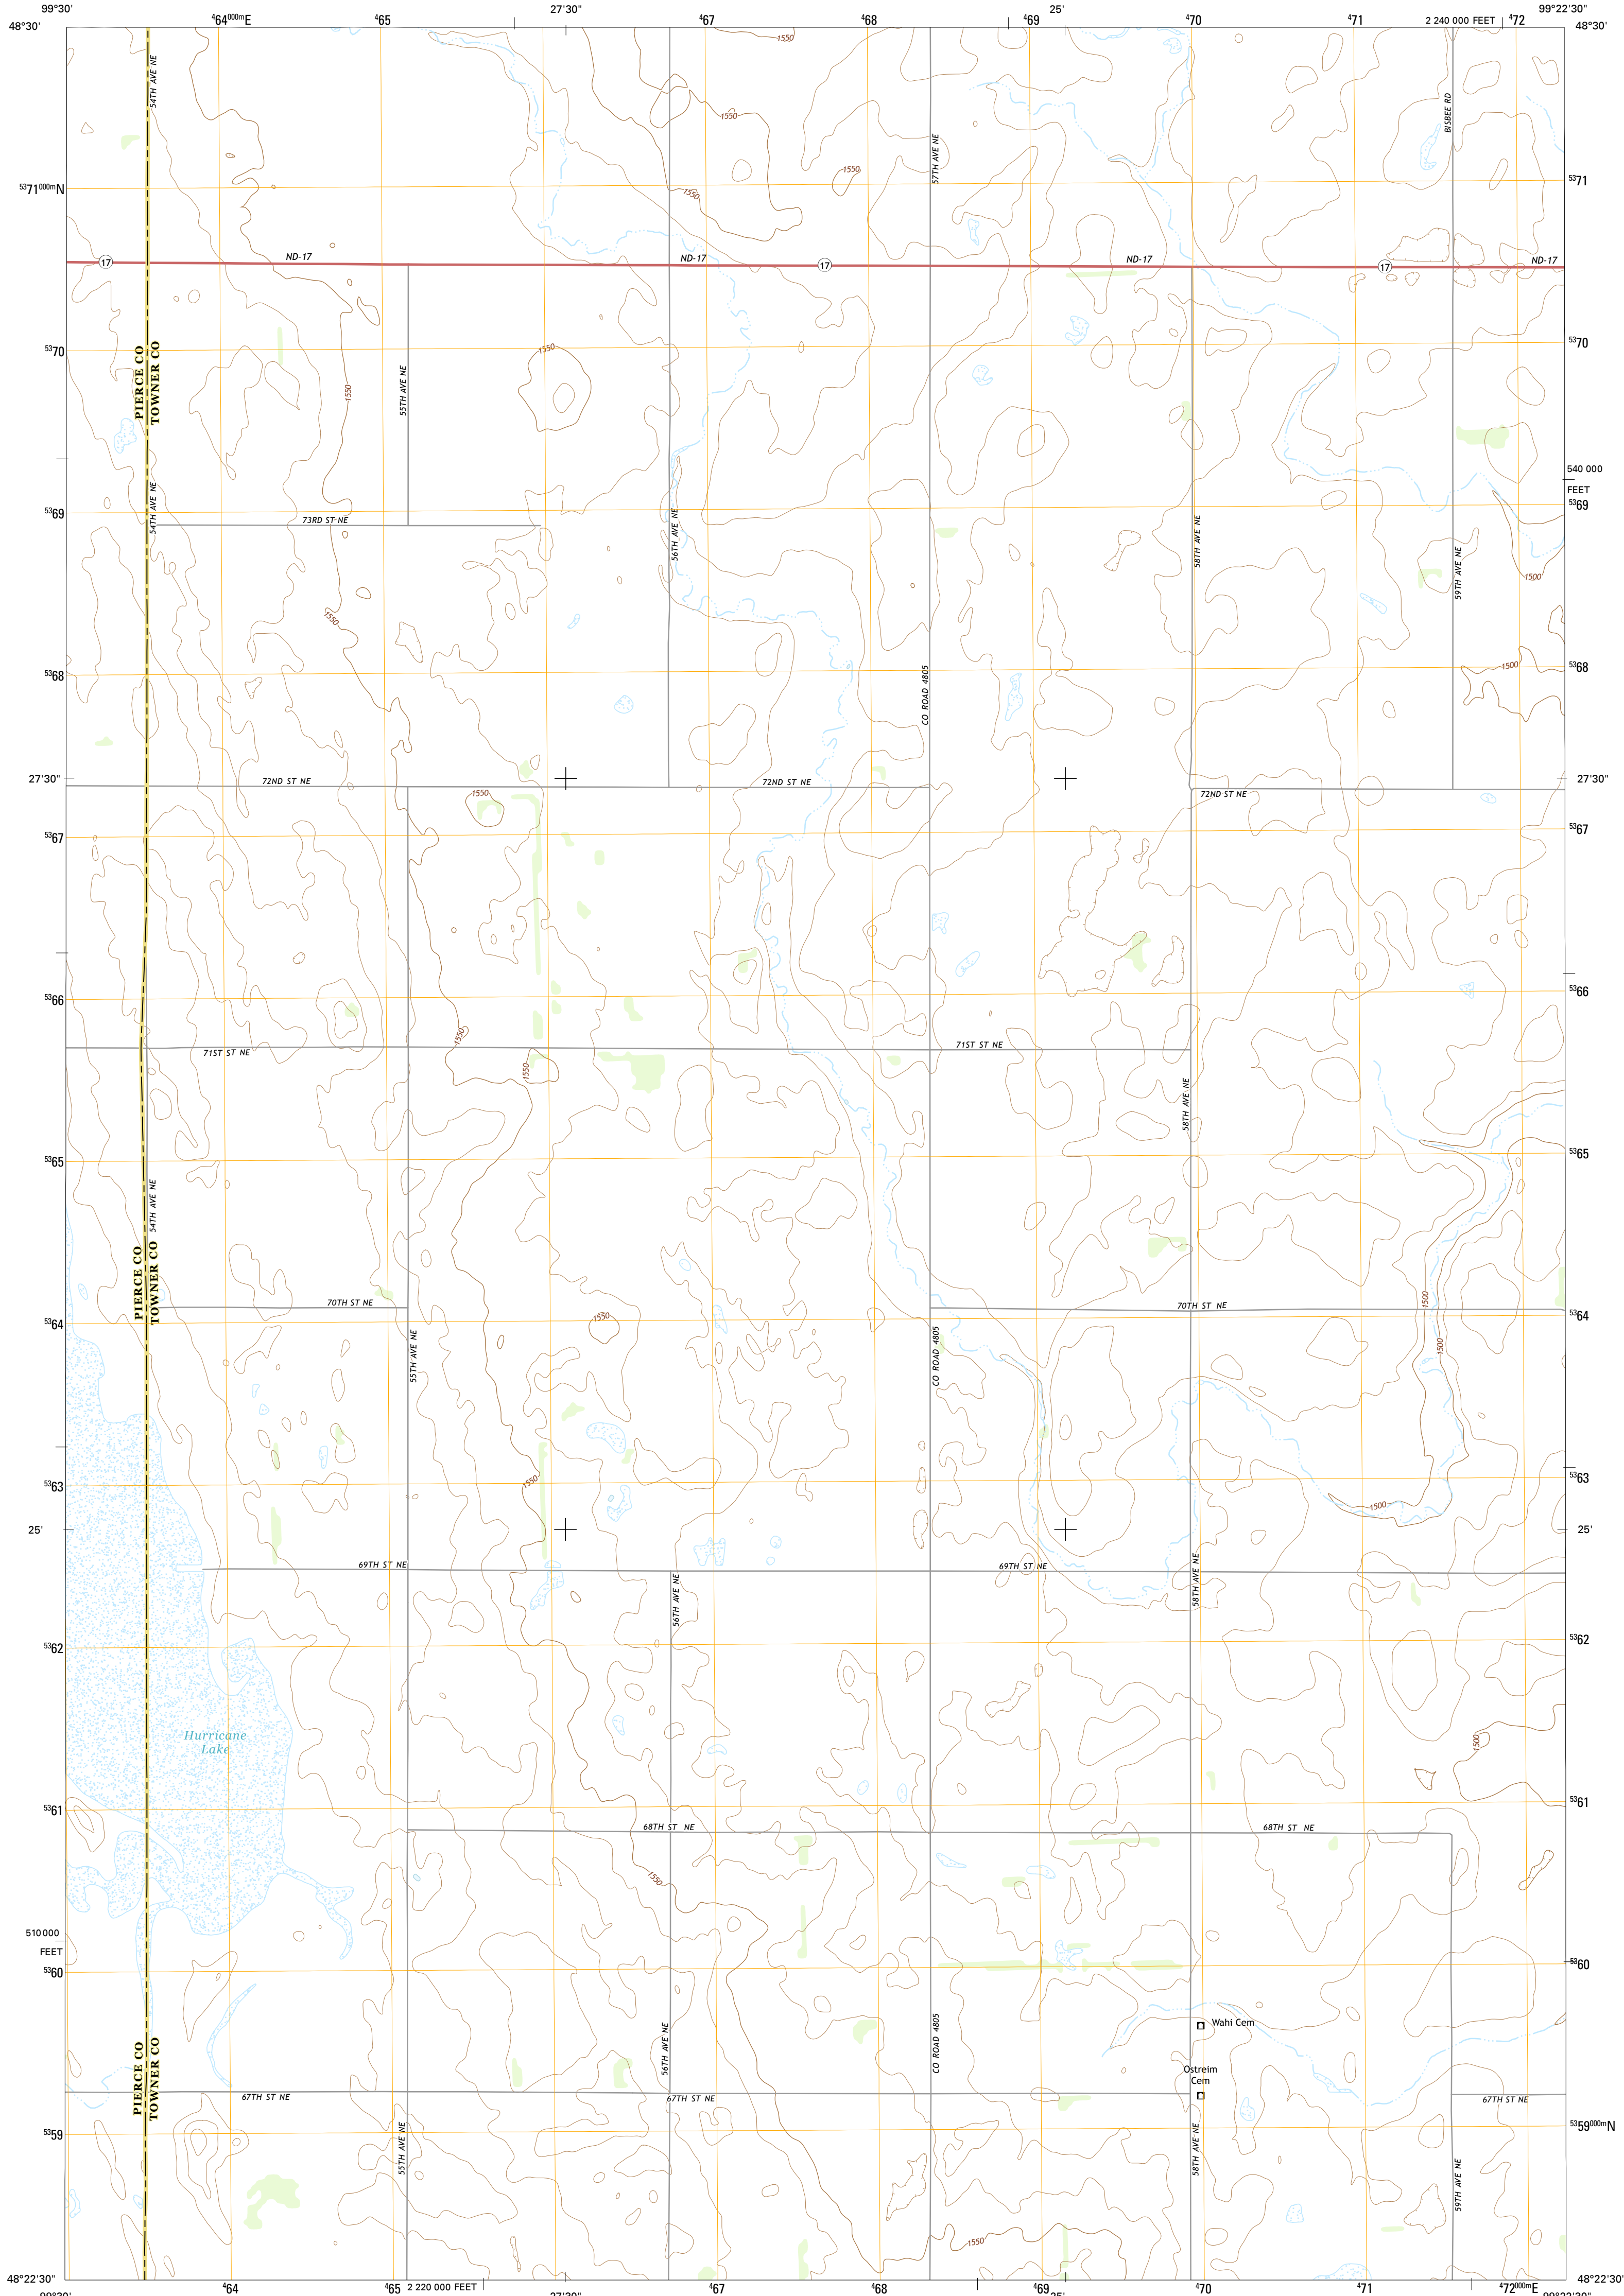 99°30'
⁴64⁰⁰⁰ᵐE
⁴65
27'30"
⁴67
⁴68
25'
⁴69
⁴70
⁴71
2 240 000 FEET
⁴72
99°22'30"
48°30'
48°30'
54TH AVE NE
1550
1550
57TH AVE NE
BISBEE RD
1550
1550
⁵³71⁰⁰⁰ᵐN
⁵³71
17
ND-17
ND-17
17
ND-17
17
ND-17
⁵³70
⁵³70
PIERCE CO
TOWNER CO
1550
55TH AVE NE
1550
540 000
FEET
⁵³69
⁵³69
54TH AVE NE
73RD ST NE
56TH AVE NE
58TH AVE NE
59TH AVE NE
1500
1550
⁵³68
⁵³68
CO ROAD 4805
1500
27'30"
27'30"
72ND ST NE
72ND ST NE
72ND ST NE
1550
⁵³67
⁵³67
⁵³66
⁵³66
1550
71ST ST NE
71ST ST NE
1550
58TH AVE NE
⁵³65
⁵³65
54TH AVE NE
PIERCE CO
TOWNER CO
70TH ST NE
70TH ST NE
1500
1550
⁵³64
⁵³64
55TH AVE NE
CO ROAD 4805
1500
1550
⁵³63
⁵³63
1500
25'
25'
69TH ST NE
69TH ST NE
56TH AVE NE
58TH AVE NE
⁵³62
⁵³62
Hurricane
Lake
1500
⁵³61
⁵³61
68TH ST NE
68TH ST NE
1550
510 000
FEET
⁵³60
⁵³60
Wahi Cem
PIERCE CO
TOWNER CO
56TH AVE NE
CO ROAD 4805
Ostreim
Cem
67TH ST NE
67TH ST NE
67TH ST NE
⁵³59
⁵³59⁰⁰⁰ᵐN
55TH AVE NE
58TH AVE NE
59TH AVE NE
1550
48°22'30"
48°22'30"
⁴64
⁴65
2 220 000 FEET
⁴67
⁴68
⁴69
⁴70
⁴71
⁴72⁰⁰⁰ᵐE